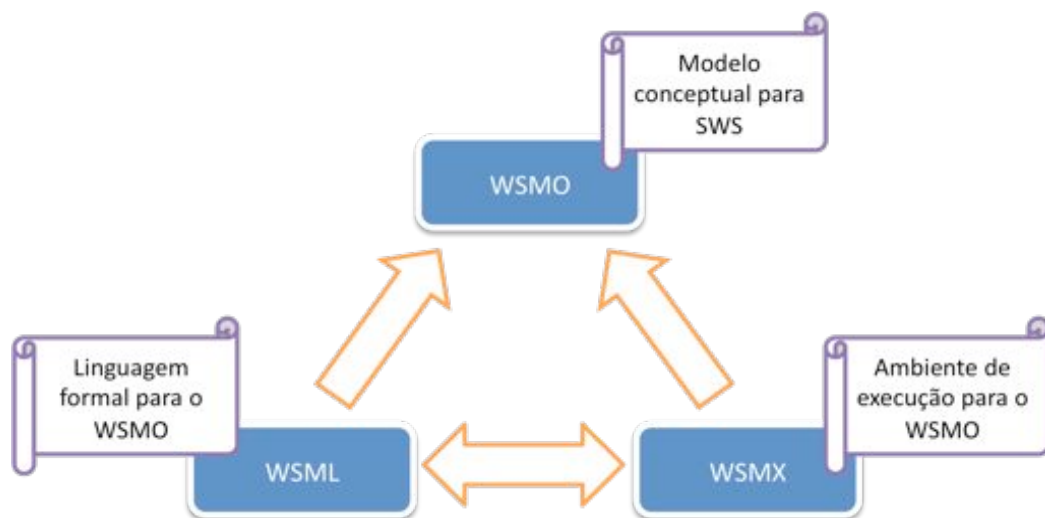 Modelo
conceptual para
SWS
WSMO
Linguagem
formal para o
WSMO
WSML
Ambiente de
execução para o
WSMO
WSMX